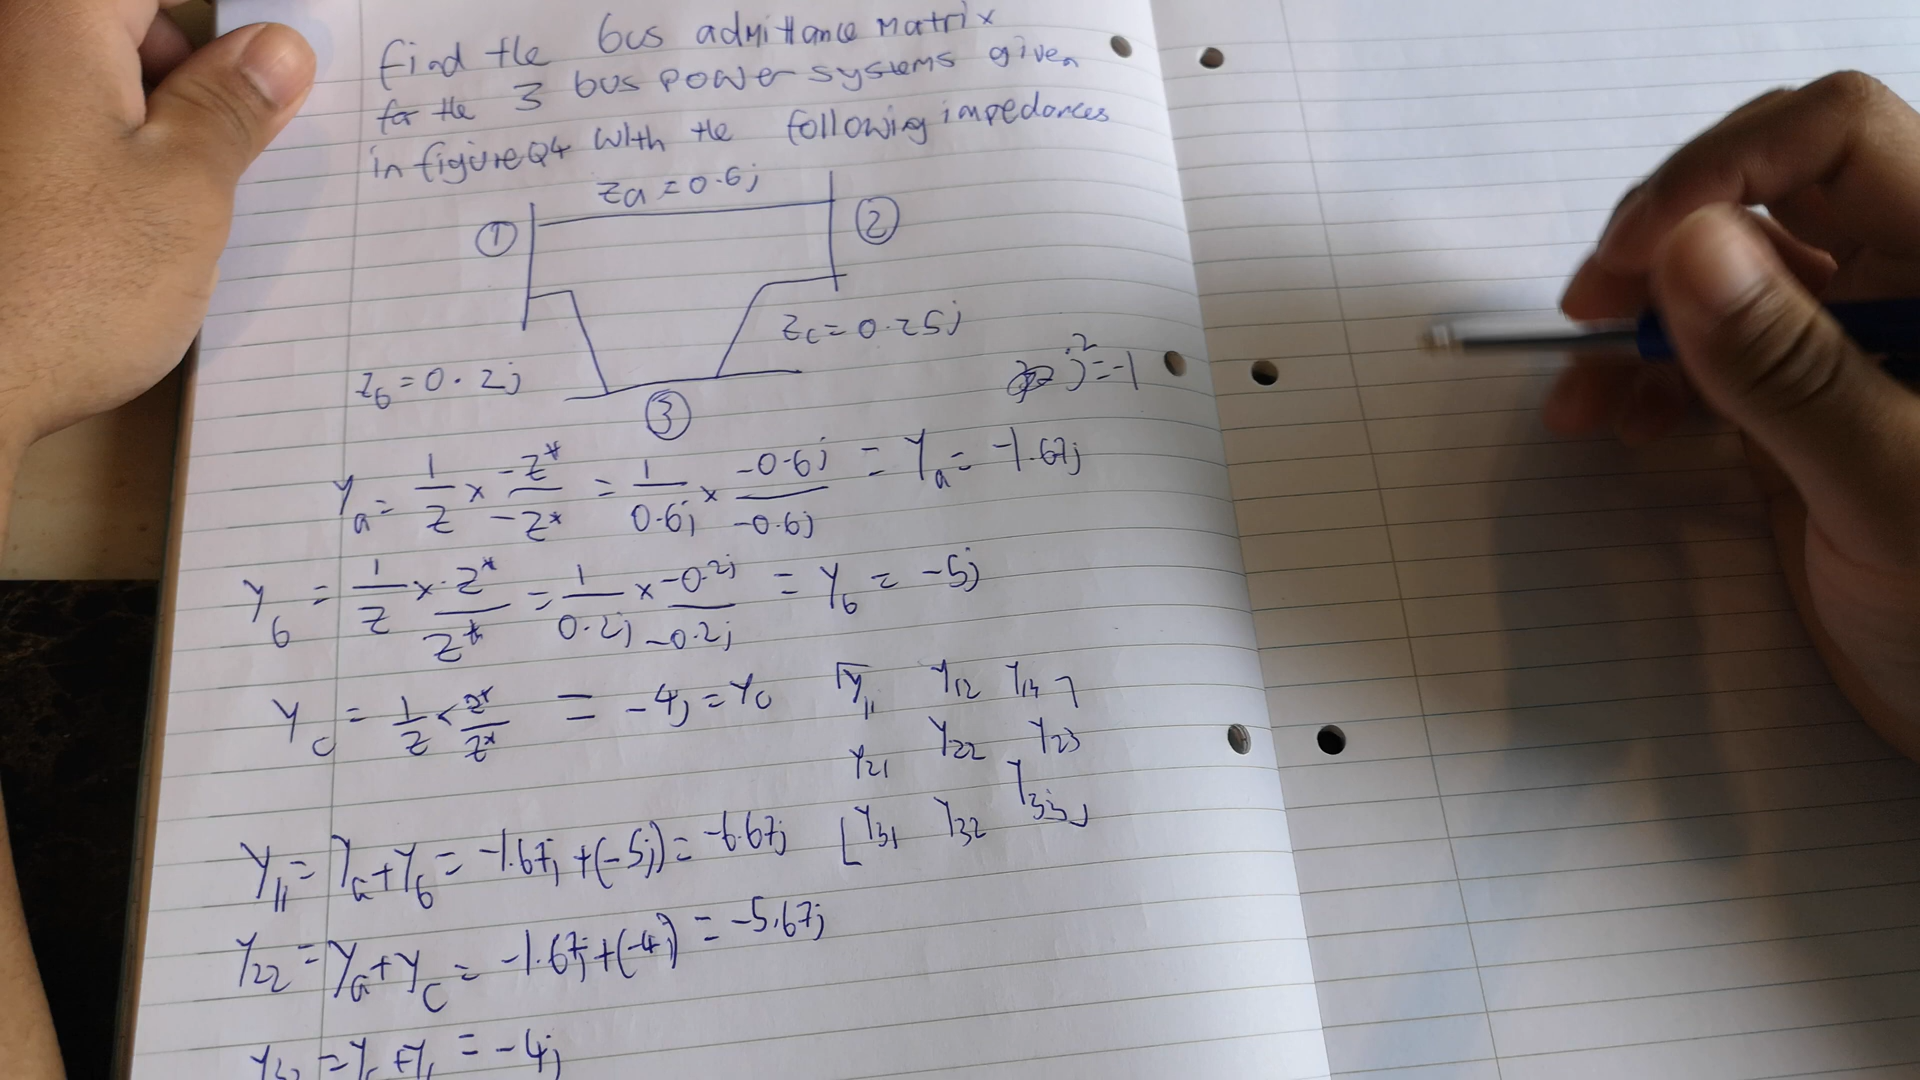 find the bus admittance matrix
for the 3 bus power systems given
in figure Q4 with the following impedances
Za = 0.6j
①
②
Zc = 0.25j
Zb = 0.2j
j² = -1
③
Ya = 1/Z × -Z*/-Z* = 1/0.6j × -0.6j/-0.6j = Ya = -1.67j
Yb = 1/Z × Z*/Z* = 1/0.2j × -0.2j/-0.2j = Yb = -5j
Yc = 1/Z × Z*/Z* = -4j = Yc
Y11 Y12
Y21 Y22 Y23
Y31 Y32 Y33
Y11 = Ya + Yb = -1.67j + (-5j) = -6.67j
Y22 = Ya + Yc = -1.67j + (-4j) = -5.67j
= -4j